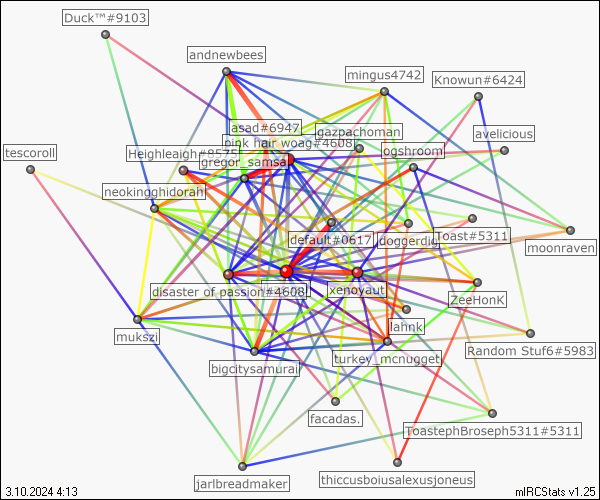 Duck™#9103
andnewbees
mingus4742
Knowun#6424
asad#6947
gazpachoman
avelicious
pink hair woag#4608
tescoroll
Heighleaigh#8575
ogshroom
gregor_samsa
neokingghidorah
default#0617
doggerdig
Toast#5311
moonraven
disaster of passion#4608
xenoyaut
ZeeHonK
mukszi
lahnk
turkey_mcnugget
Random Stuf6#5983
bigcitysamurai
facadas.
ToastephBroseph5311#5311
jarlbreadmaker
thiccusboiusalexusjoneus
3.10.2024 4:13
mIRCStats v1.25